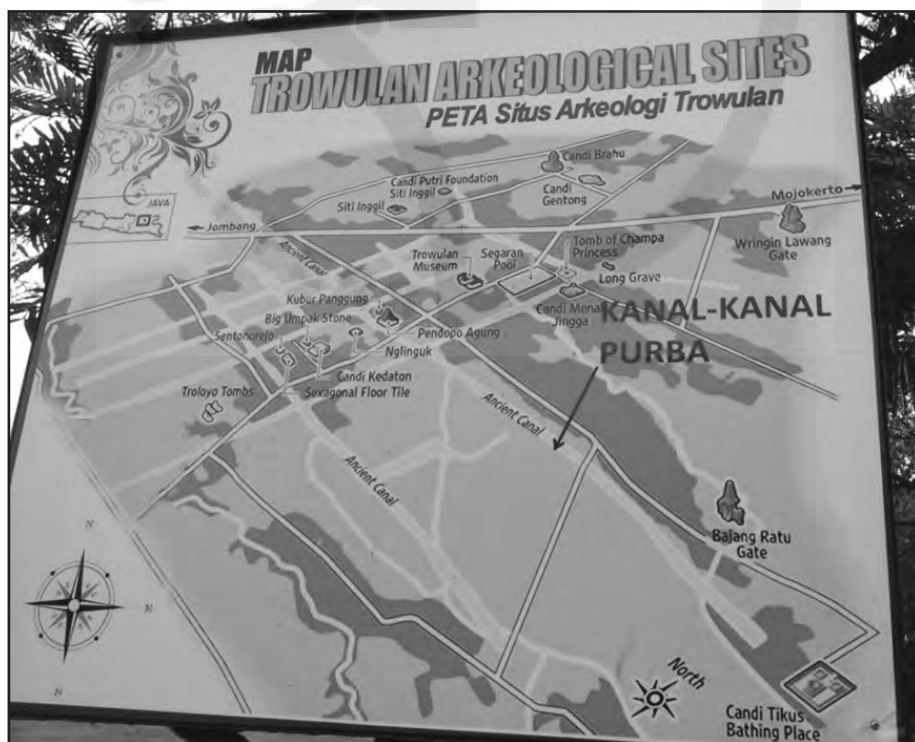 MAP
TROWULAN ARKEOLOGICAL SITES
PETA Situs Arkeologi Trowulan
JAVA
Jombang
Mojokerto
Candi Brahu
Candi Putri Foundation
Siti Inggil
Siti Inggil
Candi
Gentong
Wringin Lawang
Gate
Ancient Canal
Trowulan
Museum
Segaran
Pool
Tomb of Champa
Princess
Long Grave
Candi Mena
Jingga
KANAL-KANAL
PURBA
Kubur Panggung
Big Umpak Stone
Sentonorejo
Pendopo Agung
Nglinguk
Candi Kedaton
Sexagonal Floor Tile
Troloyo Tombs
Ancient Canal
Ancient Canal
Bajang Ratu
Gate
North
Candi Tikus
Bathing Place